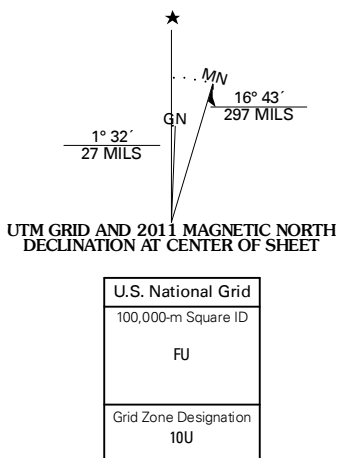 MN
16° 43´
297 MILS
GN
1° 32´
27 MILS
UTM GRID AND 2011 MAGNETIC NORTH
DECLINATION AT CENTER OF SHEET
U.S. National Grid
100,000-m Square ID
FU
Grid Zone Designation
10U